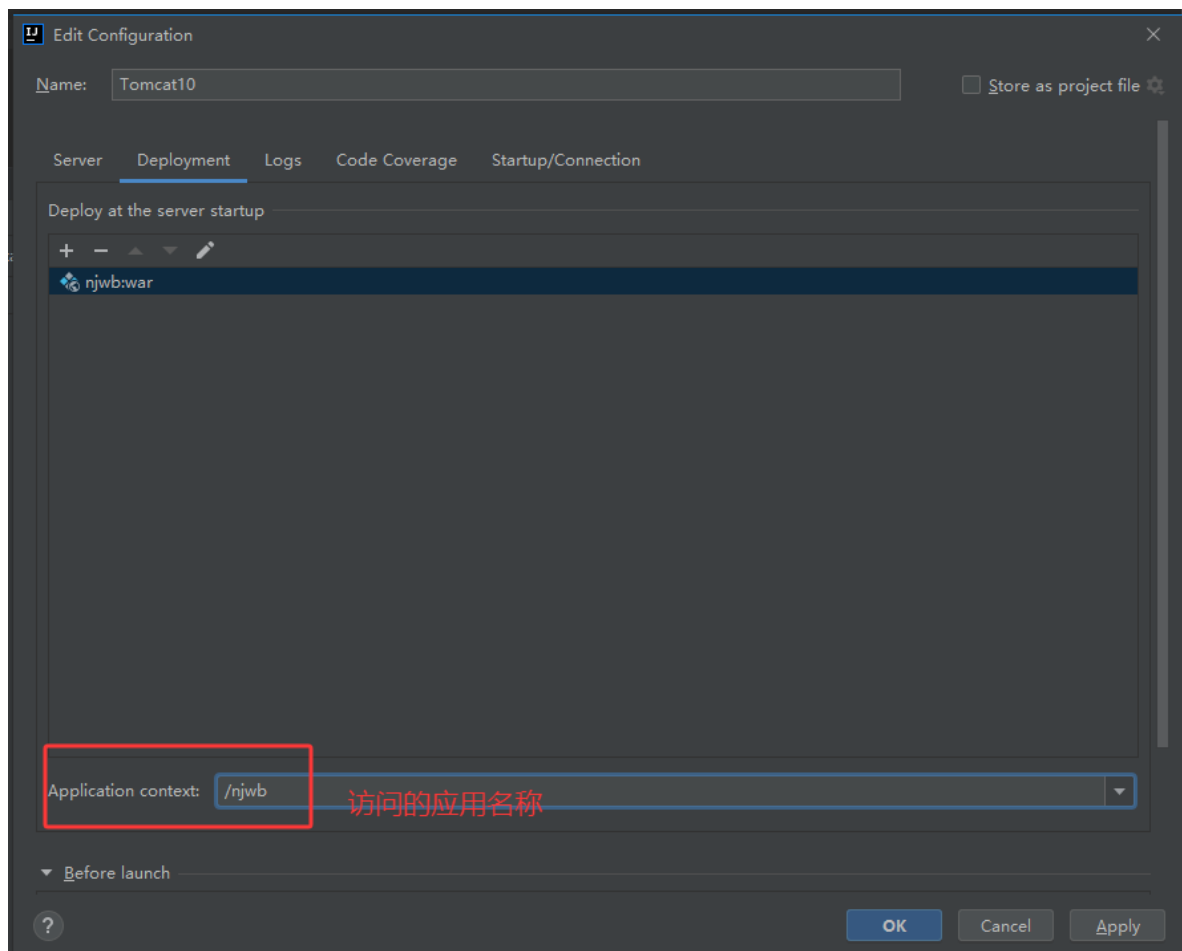 Edit Configuration
Name: Tomcat10 Store as project file
Server Deployment Logs Code Coverage Startup/Connection
Deploy at the server startup
njwb:war
Application context: /njwb
访问的应用名称
Before launch
? OK Cancel Apply